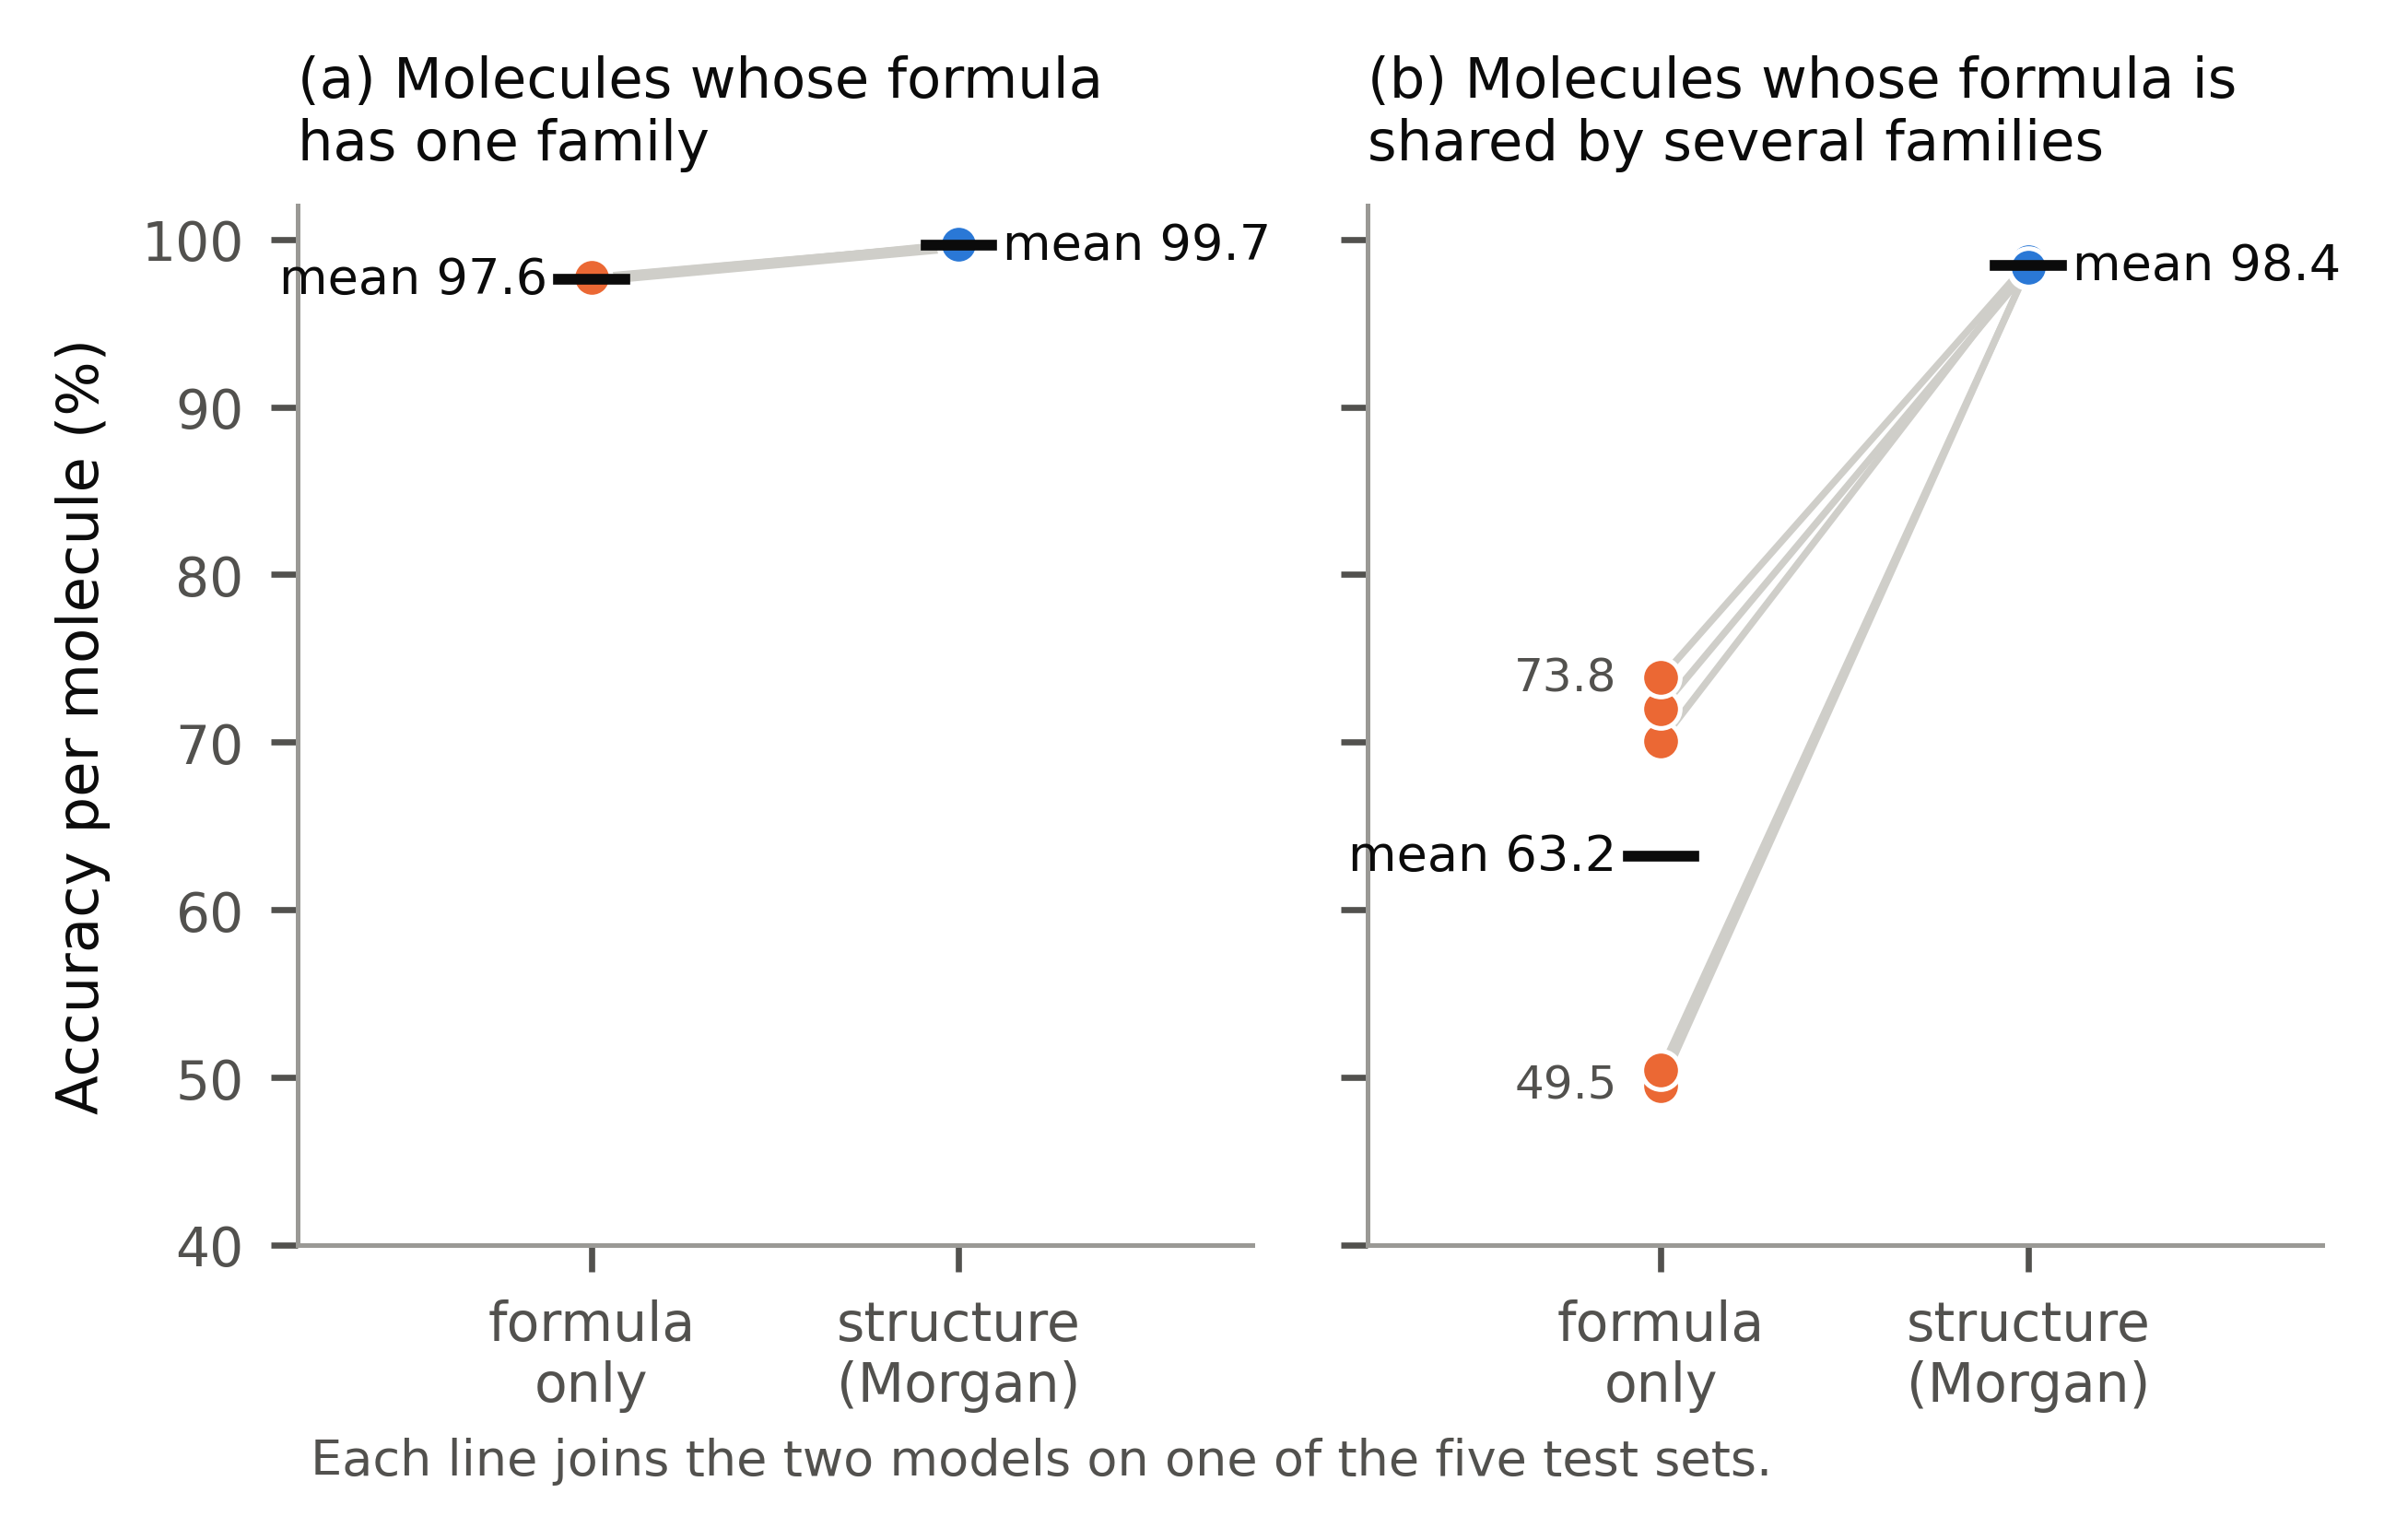 (a) Molecules whose formula
has one family
(b) Molecules whose formula is
shared by several families
Accuracy per molecule (%)
100
90
80
70
60
50
40
mean 97.6
mean 99.7
mean 98.4
73.8
mean 63.2
49.5
formula
only
structure
(Morgan)
formula
only
structure
(Morgan)
Each line joins the two models on one of the five test sets.